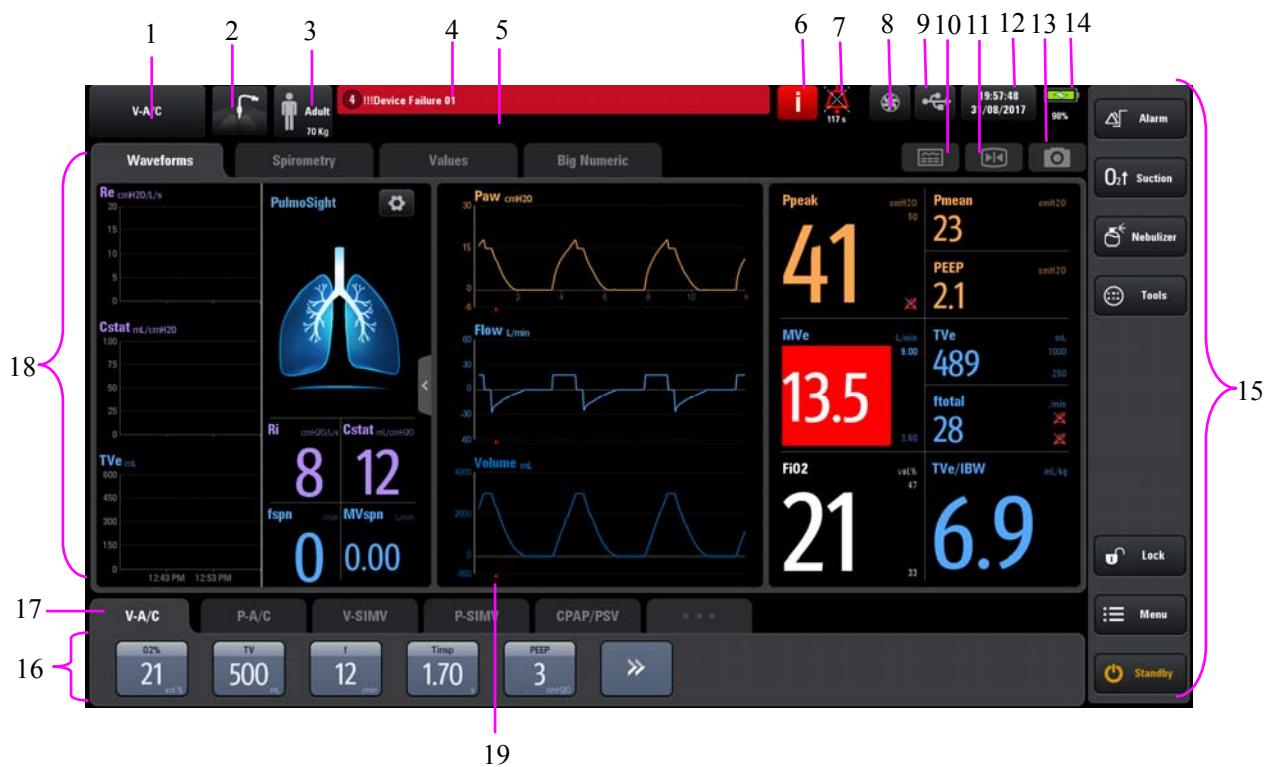 1 2 3 4 5 6 7 8 9 10 11 12 13 14
V-A/C
Adult
70 Kg
4 !!!Device Failure 01
i
117 s
19:57:48
31/08/2017
98%
Alarm
O₂↑ Suction
Nebulizer
Tools
Lock
Menu
Standby
15
Waveforms Spirometry Values Big Numeric
18
Re cmH2O/L/s
20
15
10
5
0
Cstat mL/cmH2O
100
75
50
25
0
TVe mL
600
450
300
150
0
12:43 PM 12:53 PM
PulmoSight
Ri cmH2O/L/s
8
Cstat mL/cmH2O
12
fspn /min
0
MVspn L/min
0.00
Paw cmH2O
30
15
0
-6
2 4 6 8 10
Flow L/min
60
30
0
-30
-60
Volume mL
4000
2000
0
-800
Ppeak cmH2O
50
41
Pmean cmH2O
23
PEEP cmH2O
2.1
MVe L/min
9.00
13.5
3.60
TVe mL
1000
489
250
ftotal /min
28
FiO2 vol.%
47
21
33
TVe/IBW mL/kg
6.9
17
V-A/C P-A/C V-SIMV P-SIMV CPAP/PSV
16
O2%
21
vol.%
TV
500
mL
f
12
/min
Tinsp
1.70
s
PEEP
3
cmH2O
19